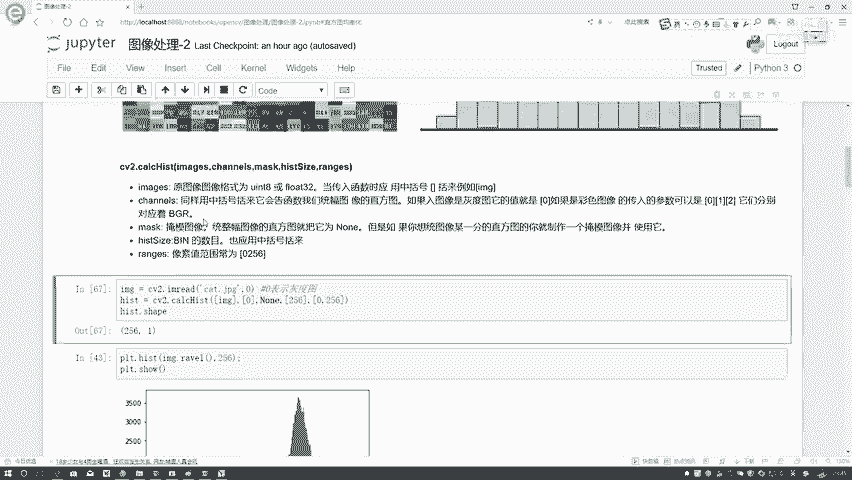 图像处理-2
https://localhost:8888/notebooks/opencv/图像处理/图像处理-2.ipynb#直方图均衡化
jupyter 图像处理-2 Last Checkpoint: an hour ago (autosaved)
Logout
File Edit View Insert Cell Kernel Widgets Help
Trusted
Python 3
Code
cv2.calcHist(images,channels,mask,histSize,ranges)
images: 原图像图像格式为 uint8 或 float32。当传入函数时应 用中括号 [] 括来例如[img]
channels: 同样用中括号括来它会告函数我们统幅图 像的直方图。如果入图像是灰度图它的值就是 [0]如果是彩色图像 的传入的参数可以是 [0][1][2] 它们分别
对应着 BGR。
mask: 掩模图像。统整幅图像的直方图就把它为 None。但是如 果你想统图像某一分的直方图的你就制作一个掩模图像并 使用它。
histSize:BIN 的数目。也应用中括号括来
ranges: 像素值范围常为 [0256]
In [67]:
img = cv2.imread('cat.jpg',0) #0表示灰度图
hist = cv2.calcHist([img],[0],None,[256],[0,256])
hist.shape
Out[67]: (256, 1)
In [43]:
plt.hist(img.ravel(),256);
plt.show()
3500
3000
2500